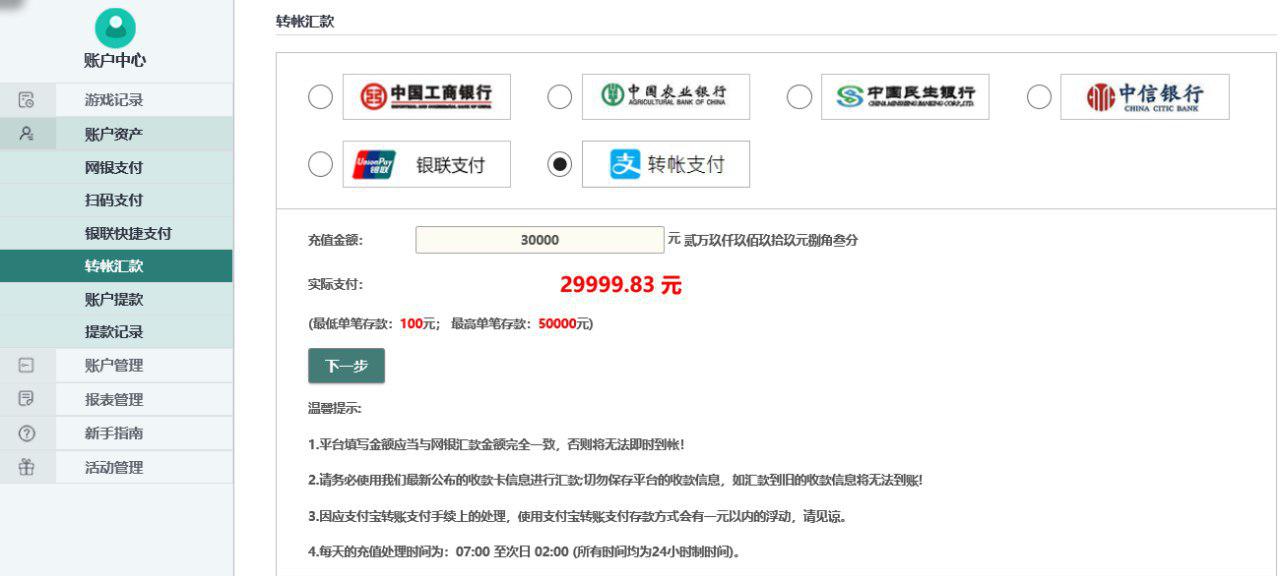 转帐汇款
账户中心
游戏记录
账户资产
网银支付
扫码支付
银联快捷支付
转帐汇款
账户提款
提款记录
账户管理
报表管理
新手指南
活动管理
中国工商银行
中国农业银行
AGRICULTURAL BANK OF CHINA
中国民生银行
CHINA MINSHENG BANKING CORP.,LTD.
中信银行
CHINA CITIC BANK
UnionPay
银联
银联支付
支 转帐支付
充值金额: 30000 元 贰万玖仟玖佰玖拾玖元捌角叁分
实际支付: 29999.83 元
(最低单笔存款: 100元; 最高单笔存款: 50000元)
下一步
温馨提示:
1.平台填写金额应当与网银汇款金额完全一致，否则将无法即时到帐!
2.请务必使用我们最新公布的收款卡信息进行汇款;切勿保存平台的收款信息，如汇款到旧的收款信息将无法到账!
3.因应支付宝转账支付手续上的处理，使用支付宝转账支付存款方式会有一元以内的浮动，请见谅。
4.每天的充值处理时间为: 07:00 至次日 02:00 (所有时间均为24小时制时间)。